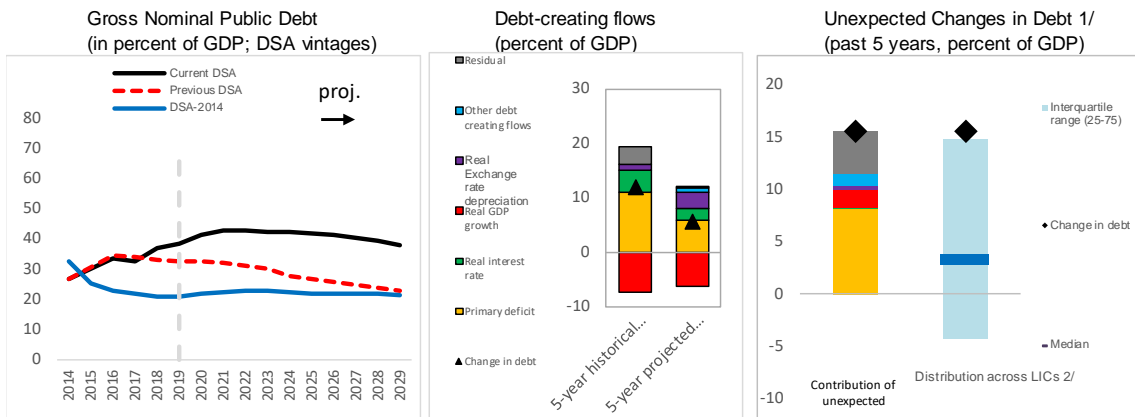 Gross Nominal Public Debt
(in percent of GDP; DSA vintages)
Current DSA
Previous DSA
DSA-2014
proj.
80
70
60
50
40
30
20
10
0
2014
2015
2016
2017
2018
2019
2020
2021
2022
2023
2024
2025
2026
2027
2028
2029
Debt-creating flows
(percent of GDP)
Residual
Other debt
creating flows
Real
Exchange
rate
depreciation
Real GDP
growth
Real interest
rate
Primary deficit
Change in debt
30
20
10
0
-10
5-year historical...
5-year projected...
Unexpected Changes in Debt 1/
(past 5 years, percent of GDP)
20
15
10
5
0
-5
-10
Interquartile
range (25-75)
Change in debt
Median
Contribution of
unexpected
Distribution across LICs 2/